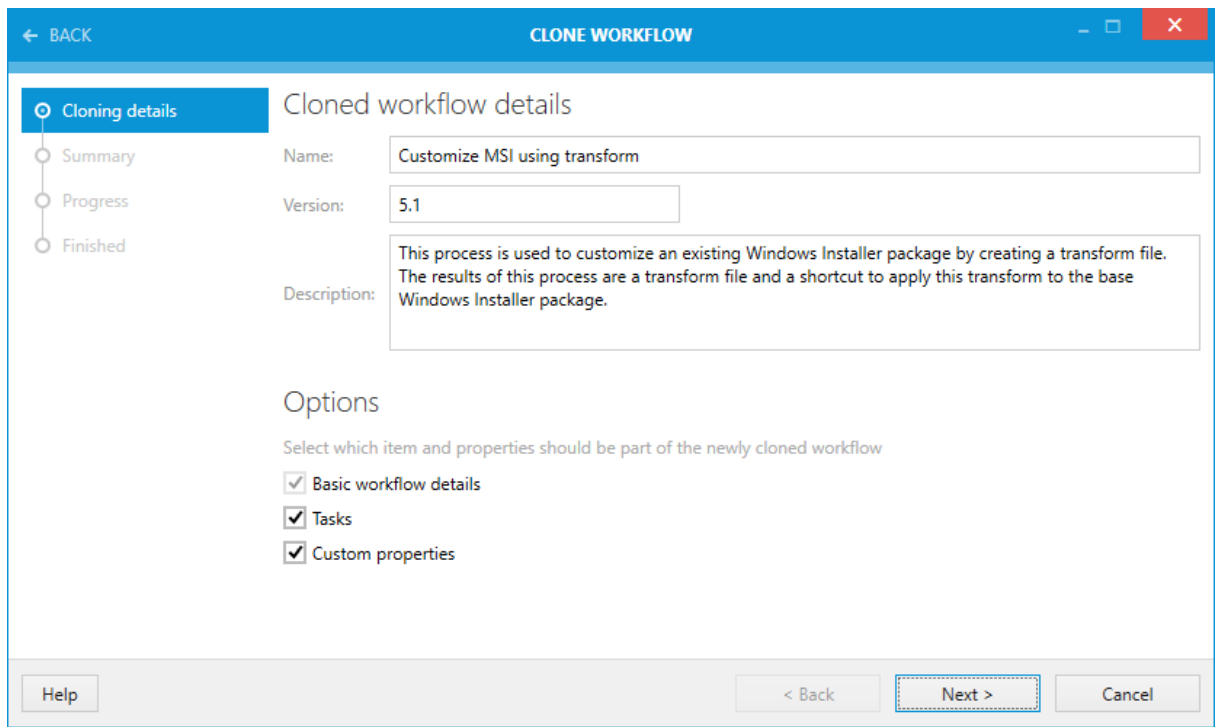 BACK
CLONE WORKFLOW
Cloning details
Summary
Progress
Finished
Cloned workflow details
Name:
Customize MSI using transform
Version:
5.1
Description:
This process is used to customize an existing Windows Installer package by creating a transform file.
The results of this process are a transform file and a shortcut to apply this transform to the base
Windows Installer package.
Options
Select which item and properties should be part of the newly cloned workflow
Basic workflow details
Tasks
Custom properties
Help
< Back
Next >
Cancel